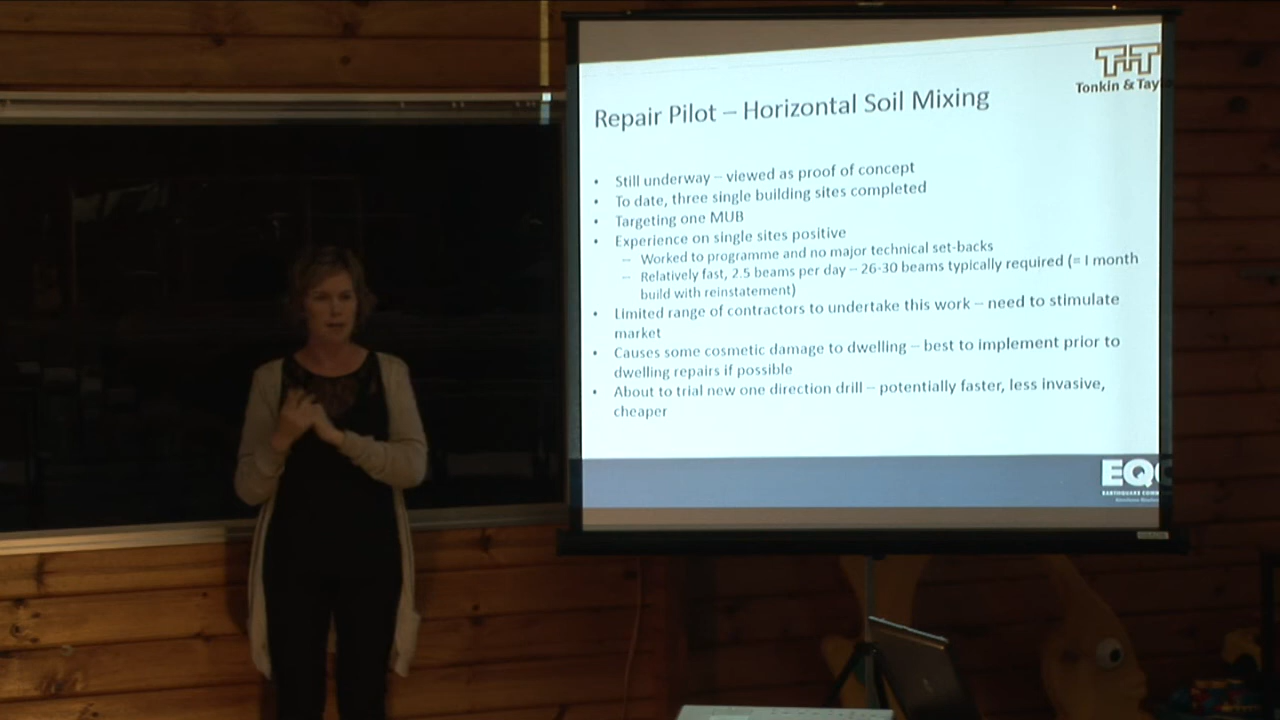 Tonkin & Tay
Repair Pilot – Horizontal Soil Mixing
• Still underway – viewed as proof of concept
• To date, three single building sites completed
• Targeting one MUB
• Experience on single sites positive
– Worked to programme and no major technical set-backs
– Relatively fast, 2.5 beams per day – 26-30 beams typically required (= 1 month
build with reinstatement)
• Limited range of contractors to undertake this work – need to stimulate
market
• Causes some cosmetic damage to dwelling – best to implement prior to
dwelling repairs if possible
• About to trial new one direction drill – potentially faster, less invasive,
cheaper
EQC
EARTHQUAKE COMM